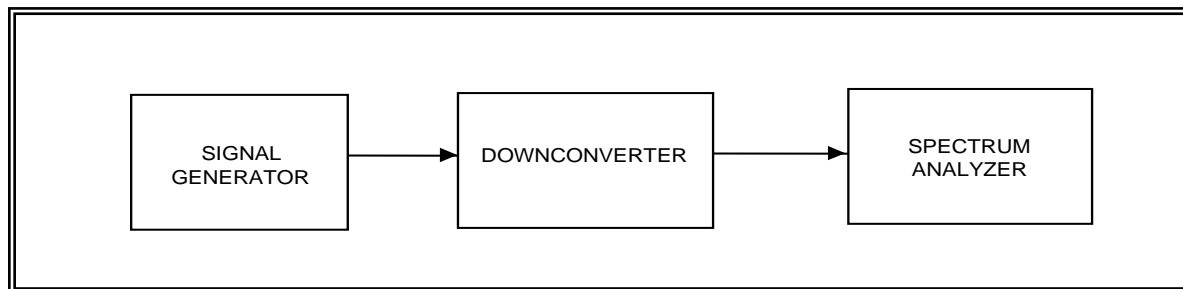 SIGNAL
GENERATOR
DOWNCONVERTER
SPECTRUM
ANALYZER